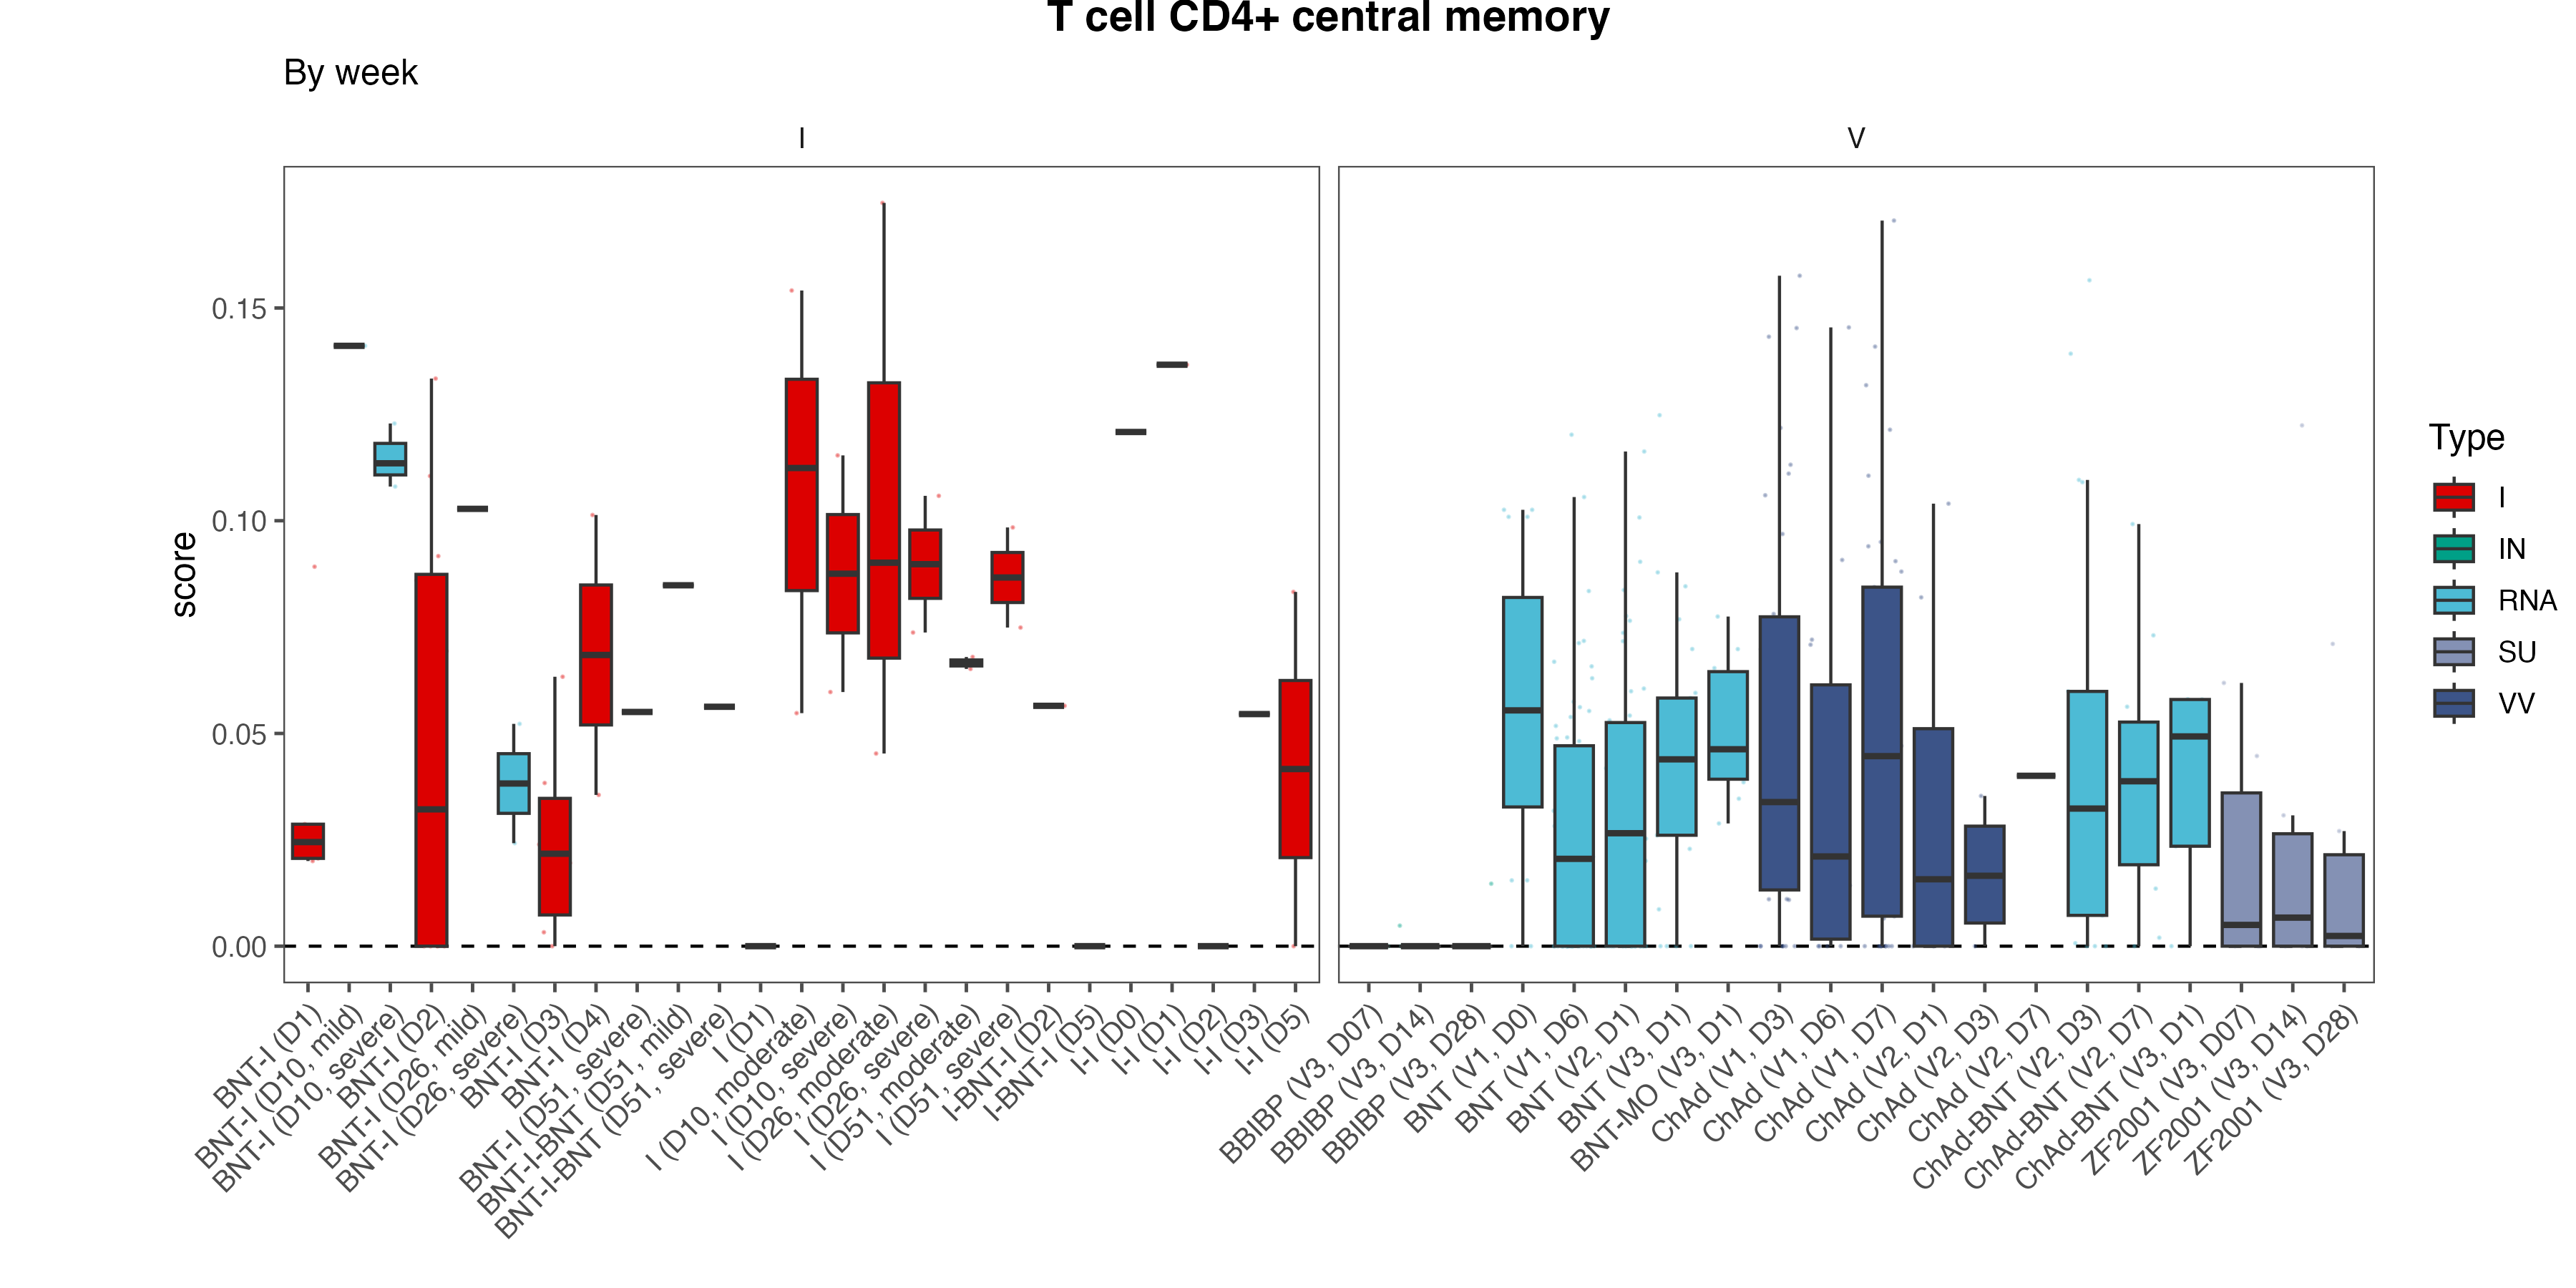 T cell CD4+ central memory
By week
I
V
score
0.15
0.10
0.05
0.00
BNT-I (D1)
BNT-I (D10, mild)
BNT-I (D10, severe)
BNT-I (D2)
BNT-I (D26, mild)
BNT-I (D26, severe)
BNT-I (D3)
BNT-I (D4)
BNT-I (D51, severe)
BNT-I-BNT (D51, mild)
BNT-I-BNT (D51, severe)
I (D1)
I (D10, moderate)
I (D10, severe)
I (D26, moderate)
I (D26, severe)
I (D51, moderate)
I (D51, severe)
I-BNT-I (D2)
I-BNT-I (D5)
I-I (D0)
I-I (D1)
I-I (D2)
I-I (D3)
I-I (D5)
BBIBP (V3, D07)
BBIBP (V3, D14)
BBIBP (V3, D28)
BNT (V1, D0)
BNT (V1, D6)
BNT (V2, D1)
BNT (V3, D1)
BNT-MO (V3, D1)
ChAd (V1, D3)
ChAd (V1, D6)
ChAd (V1, D7)
ChAd (V2, D1)
ChAd (V2, D3)
ChAd (V2, D7)
ChAd-BNT (V2, D3)
ChAd-BNT (V2, D7)
ChAd-BNT (V3, D1)
ZF2001 (V3, D07)
ZF2001 (V3, D14)
ZF2001 (V3, D28)
Type
I
IN
RNA
SU
VV